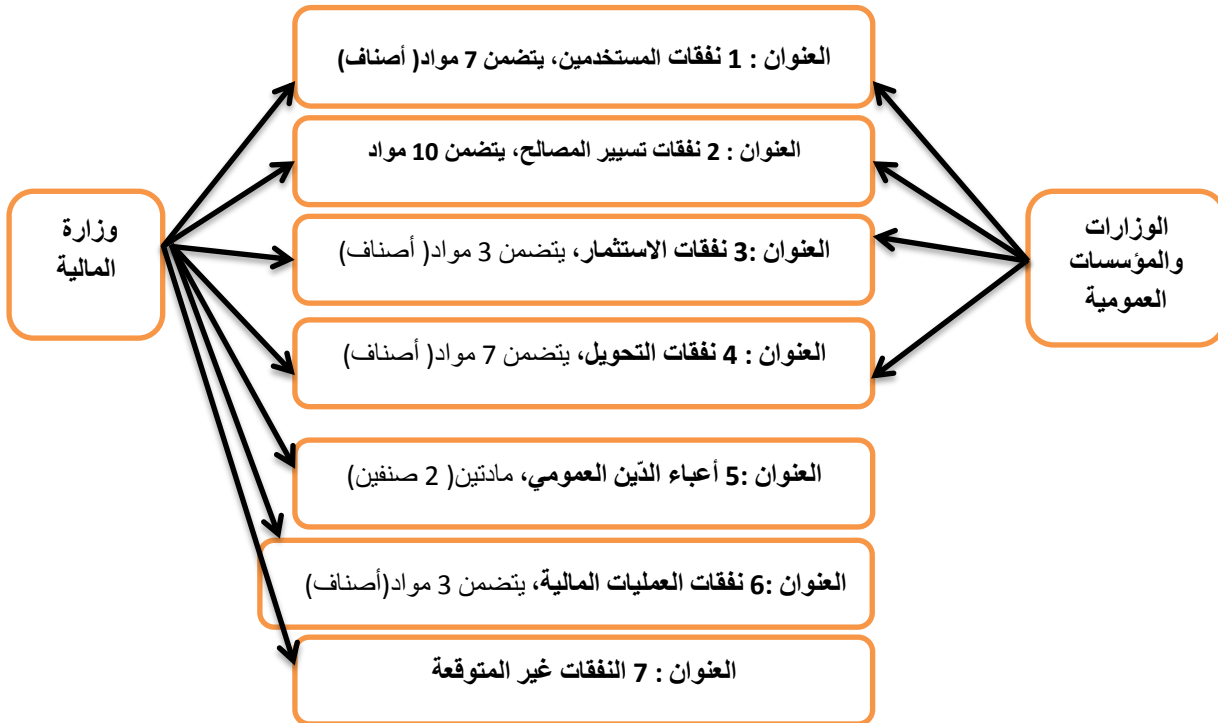 العنوان : 1 نفقات المستخدمين، يتضمن 7 مواد( أصناف)
العنوان : 2 نفقات تسيير المصالح، يتضمن 10 مواد
العنوان :3 نفقات الاستثمار، يتضمن 3 مواد( أصناف)
العنوان : 4 نفقات التحويل، يتضمن 7 مواد( أصناف)
العنوان :5 أعباء الدّين العمومي، مادتين( 2 صنفين)
العنوان :6 نفقات العمليات المالية، يتضمن 3 مواد(أصناف)
العنوان : 7 النفقات غير المتوقعة
الوزارات
والمؤسسات
العمومية
وزارة
المالية